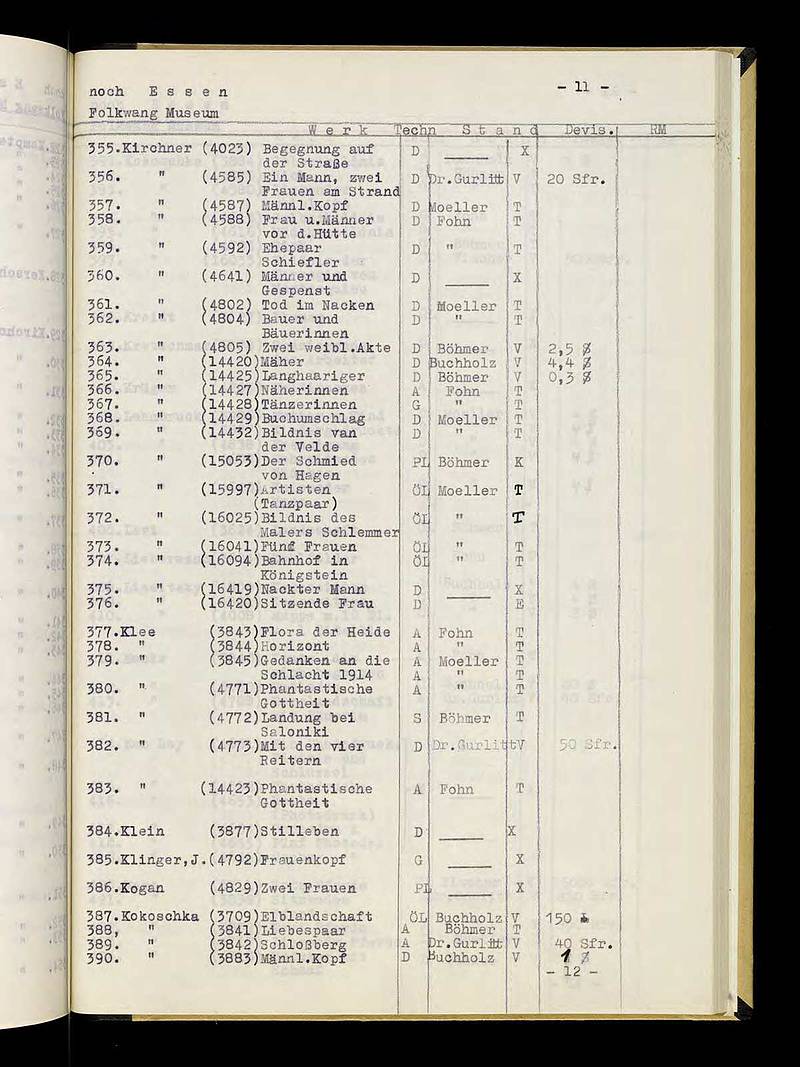 noch E s s e n - 11 -
Folkwang Museum
W e r k Techn S t a n d Devis. RM
355.Kirchner (4023) Begegnung auf D ____ X
der Straße
356. " (4585) Ein Mann, zwei D Dr.Gurlitt V 20 Sfr.
Frauen am Strand
357. " (4587) Männl.Kopf D Moeller T
358. " (4588) Frau u.Männer D Fohn T
vor d.Hütte
359. " (4592) Ehepaar D " T
Schiefler
360. " (4641) Männer und D ____ X
Gespenst
361. " (4802) Tod im Nacken D Moeller T
362. " (4804) Bauer und D " T
Bäuerinnen
363. " (4805) Zwei weibl.Akte D Böhmer V 2,5 $
364. " (14420)Mäher D Buchholz V 4,4 $
365. " (14425)Langhaariger D Böhmer V 0,3 $
366. " (14427)Näherinnen A Fohn T
367. " (14428)Tänzerinnen G " T
368. " (14429)Buchumschlag D Moeller T
369. " (14432)Bildnis van D " T
der Velde
370. " (15053)Der Schmied PL Böhmer K
von Hagen
371. " (15997)Artisten ÖL Moeller T
(Tanzpaar)
372. " (16025)Bildnis des ÖL " T
Malers Schlemmer
373. " (16041)Fünf Frauen ÖL " T
374. " (16094)Bahnhof in ÖL " T
Königstein
375. " (16419)Nackter Mann D ____ X
376. " (16420)Sitzende Frau D E
377.Klee (3843)Flora der Heide A Fohn T
378. " (3844)Horizont A " T
379. " (3845)Gedanken an die A Moeller T
Schlacht 1914 A " T
380. " (4771)Phantastische A " T
Gottheit
381. " (4772)Landung bei S Böhmer T
Saloniki
382. " (4773)Mit den vier D Dr.Gurlitt V 50 Sfr.
Reitern
383. " (14423)Phantastische A Fohn T
Gottheit
384.Klein (3877)Stilleben D ____ X
385.Klinger,J.(4792)Frauenkopf G ____ X
386.Kogan (4829)Zwei Frauen PL ____ X
387.Kokoschka (3709)Elblandschaft ÖL Buchholz V 150
388, " (3841)Liebespaar A Böhmer T
389. " (3842)Schloßberg A Dr.Gurlitt V 40 Sfr.
390. " (3883)Männl.Kopf D Buchholz V 1 $
- 12 -